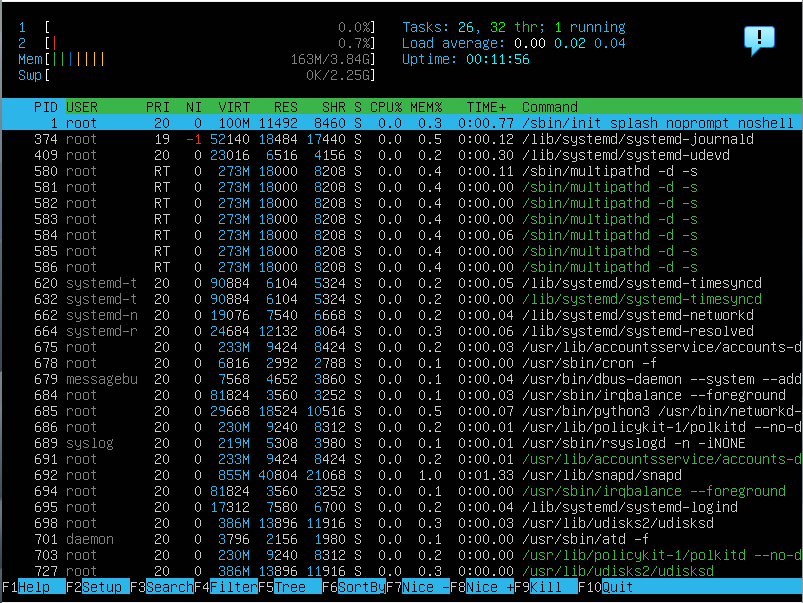 1 [ 0.0%] Tasks: 26, 32 thr; 1 running
2 [| 0.7%] Load average: 0.00 0.02 0.04
Mem[||||||| 163M/3.84G] Uptime: 00:11:56
Swp[ 0K/2.25G]
!
PID USER PRI NI VIRT RES SHR S CPU% MEM% TIME+ Command
1 root 20 0 100M 11492 8460 S 0.0 0.3 0:00.77 /sbin/init splash noprompt noshell
374 root 19 -1 52140 18484 17440 S 0.0 0.5 0:00.12 /lib/systemd/systemd-journald
409 root 20 0 23016 6516 4156 S 0.0 0.2 0:00.30 /lib/systemd/systemd-udevd
580 root RT 0 273M 18000 8208 S 0.0 0.4 0:00.11 /sbin/multipathd -d -s
581 root RT 0 273M 18000 8208 S 0.0 0.4 0:00.00 /sbin/multipathd -d -s
582 root RT 0 273M 18000 8208 S 0.0 0.4 0:00.00 /sbin/multipathd -d -s
583 root RT 0 273M 18000 8208 S 0.0 0.4 0:00.00 /sbin/multipathd -d -s
584 root RT 0 273M 18000 8208 S 0.0 0.4 0:00.06 /sbin/multipathd -d -s
585 root RT 0 273M 18000 8208 S 0.0 0.4 0:00.00 /sbin/multipathd -d -s
586 root RT 0 273M 18000 8208 S 0.0 0.4 0:00.00 /sbin/multipathd -d -s
620 systemd-t 20 0 90884 6104 5324 S 0.0 0.2 0:00.05 /lib/systemd/systemd-timesyncd
632 systemd-t 20 0 90884 6104 5324 S 0.0 0.2 0:00.00 /lib/systemd/systemd-timesyncd
662 systemd-n 20 0 19076 7540 6668 S 0.0 0.2 0:00.04 /lib/systemd/systemd-networkd
664 systemd-r 20 0 24684 12132 8064 S 0.0 0.3 0:00.06 /lib/systemd/systemd-resolved
675 root 20 0 233M 9424 8424 S 0.0 0.2 0:00.03 /usr/lib/accountsservice/accounts-d
678 root 20 0 6816 2992 2788 S 0.0 0.1 0:00.00 /usr/sbin/cron -f
679 messagebu 20 0 7568 4652 3860 S 0.0 0.1 0:00.04 /usr/bin/dbus-daemon --system --add
684 root 20 0 81824 3560 3252 S 0.0 0.1 0:00.03 /usr/sbin/irqbalance --foreground
685 root 20 0 29668 18524 10516 S 0.0 0.5 0:00.07 /usr/bin/python3 /usr/bin/networkd-
686 root 20 0 230M 9240 8312 S 0.0 0.2 0:00.01 /usr/lib/policykit-1/polkitd --no-d
689 syslog 20 0 219M 5308 3980 S 0.0 0.1 0:00.01 /usr/sbin/rsyslogd -n -iNONE
691 root 20 0 233M 9424 8424 S 0.0 0.2 0:00.01 /usr/lib/accountsservice/accounts-d
692 root 20 0 855M 40804 21068 S 0.0 1.0 0:01.33 /usr/lib/snapd/snapd
694 root 20 0 81824 3560 3252 S 0.0 0.1 0:00.00 /usr/sbin/irqbalance --foreground
695 root 20 0 17312 7580 6700 S 0.0 0.2 0:00.04 /lib/systemd/systemd-logind
698 root 20 0 386M 13896 11916 S 0.0 0.3 0:00.03 /usr/lib/udisks2/udisksd
701 daemon 20 0 3796 2156 1980 S 0.0 0.1 0:00.00 /usr/sbin/atd -f
703 root 20 0 230M 9240 8312 S 0.0 0.2 0:00.00 /usr/lib/policykit-1/polkitd --no-d
727 root 20 0 386M 13896 11916 S 0.0 0.3 0:00.00 /usr/lib/udisks2/udisksd
F1Help F2Setup F3SearchF4FilterF5Tree F6SortByF7Nice -F8Nice +F9Kill F10Quit